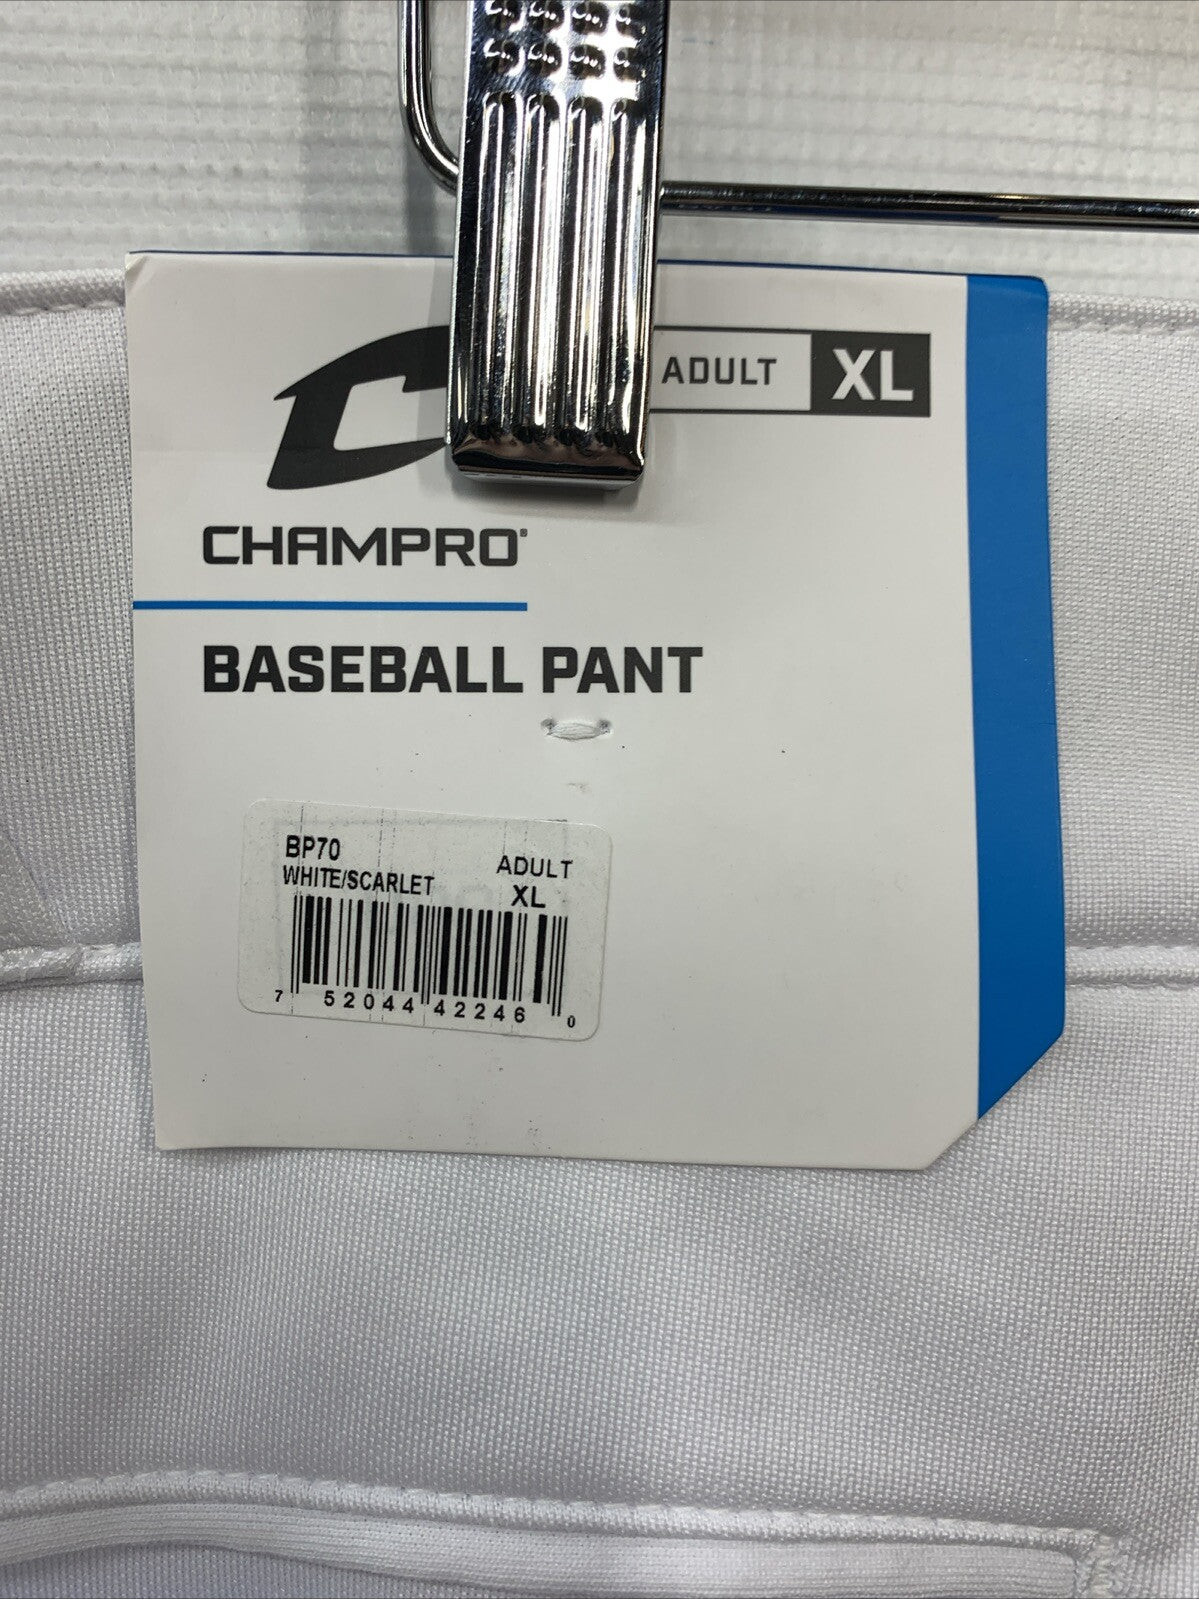 ADULT XL
CHAMPRO®
BASEBALL PANT
BP70
WHITE/SCARLET
ADULT
XL
7 52044 42246 0